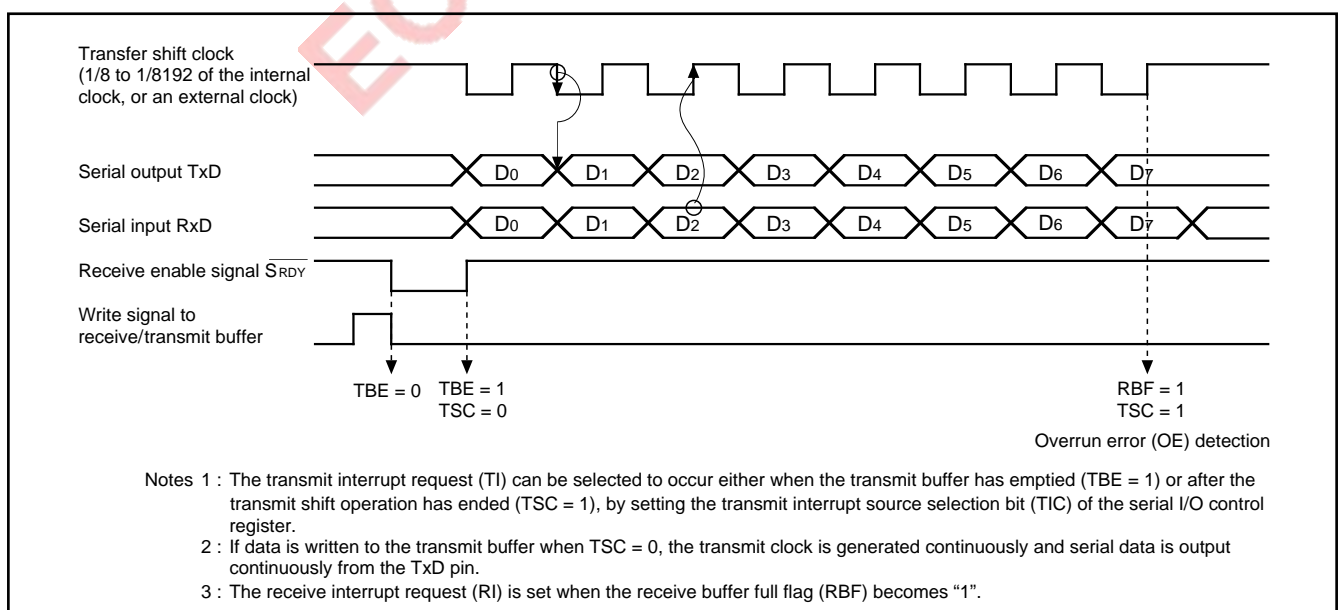 EC
Transfer shift clock
(1/8 to 1/8192 of the internal
clock, or an external clock)
Serial output TxD
D0 D1 D2 D3 D4 D5 D6 D7
Serial input RxD
D0 D1 D2 D3 D4 D5 D6 D7
Receive enable signal SRDY
Write signal to
receive/transmit buffer
TBE = 0 TBE = 1 RBF = 1
TSC = 0 TSC = 1
Overrun error (OE) detection
Notes 1 : The transmit interrupt request (TI) can be selected to occur either when the transmit buffer has emptied (TBE = 1) or after the
transmit shift operation has ended (TSC = 1), by setting the transmit interrupt source selection bit (TIC) of the serial I/O control
register.
2 : If data is written to the transmit buffer when TSC = 0, the transmit clock is generated continuously and serial data is output
continuously from the TxD pin.
3 : The receive interrupt request (RI) is set when the receive buffer full flag (RBF) becomes “1”.